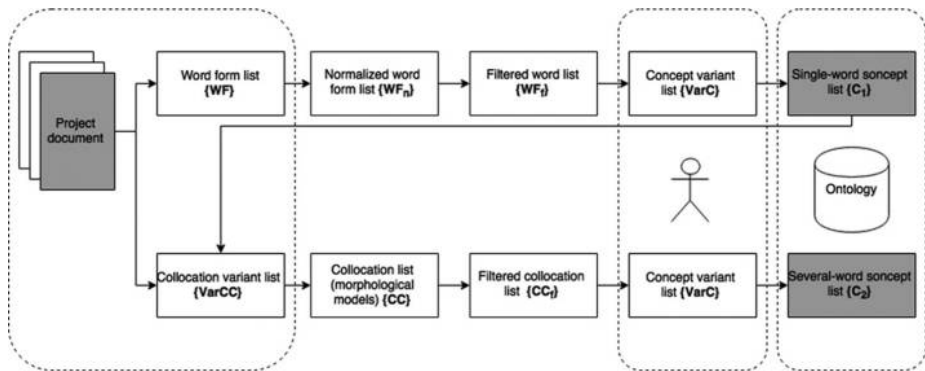 Project
document
Word form list
{WF}
Normalized word
form list {WFn}
Filtered word list
{WFf}
Concept variant
list {VarC}
Single-word soncept
list {C1}
Ontology
Collocation variant list
{VarCC}
Collocation list
(morphological
models) {CC}
Filtered collocation
list {CCf}
Concept variant
list {VarC}
Several-word soncept
list {C2}